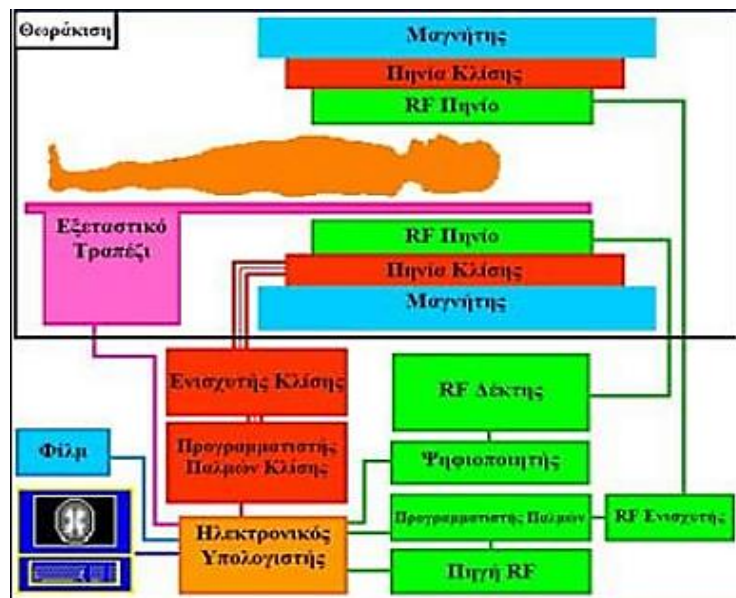 Θωράκιση
Μαγνήτης
Πηνία Κλίσης
RF Πηνίο
Εξεταστικό
Τραπέζι
RF Πηνίο
Πηνία Κλίσης
Μαγνήτης
Ενισχυτής Κλίσης
RF Δέκτης
Φίλμ
Προγραμματιστής
Παλμών Κλίσης
Ψηφιοποιητής
Ηλεκτρονικός
Υπολογιστής
Προγραμματιστής Παλμών
RF Ενισχυτής
Πηγή RF